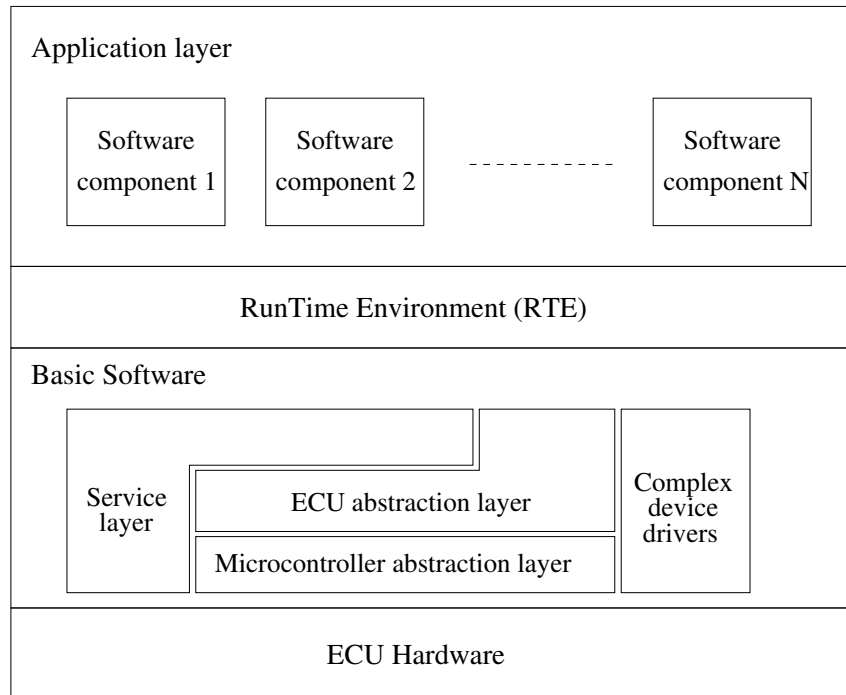 Application layer
Software
component 1
Software
component 2
Software
component N
RunTime Environment (RTE)
Basic Software
Service
layer
ECU abstraction layer
Microcontroller abstraction layer
Complex
device
drivers
ECU Hardware